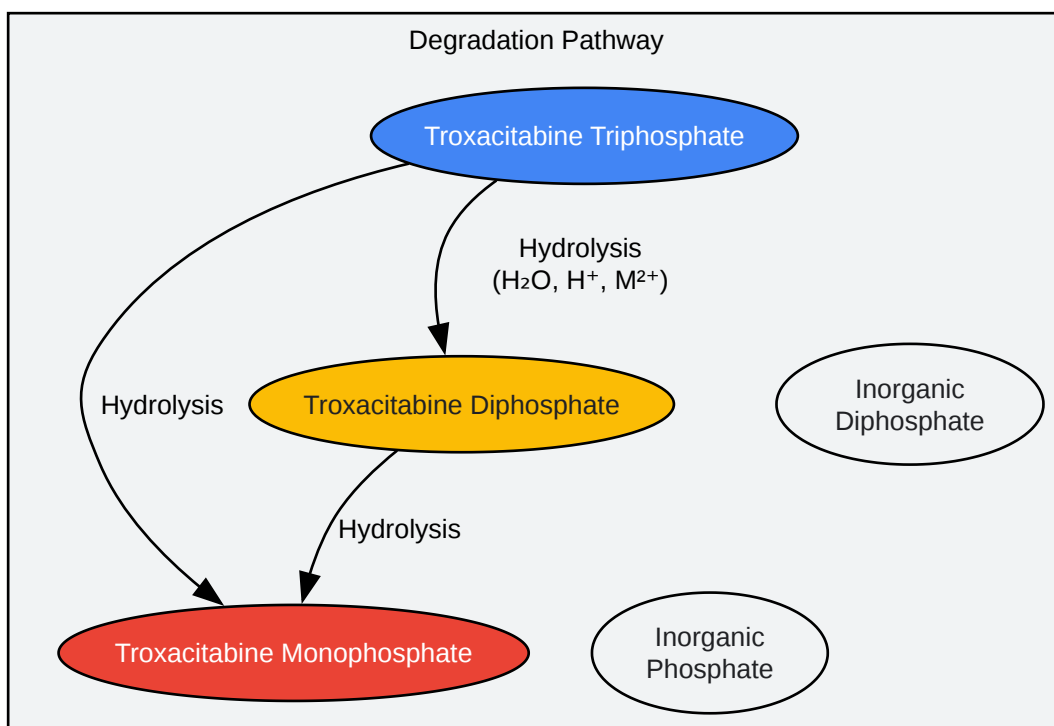 Degradation Pathway
Troxacitabine Triphosphate
Hydrolysis
(H₂O, H⁺, M²⁺)
Hydrolysis
Troxacitabine Diphosphate
Inorganic
Diphosphate
Hydrolysis
Troxacitabine Monophosphate
Inorganic
Phosphate